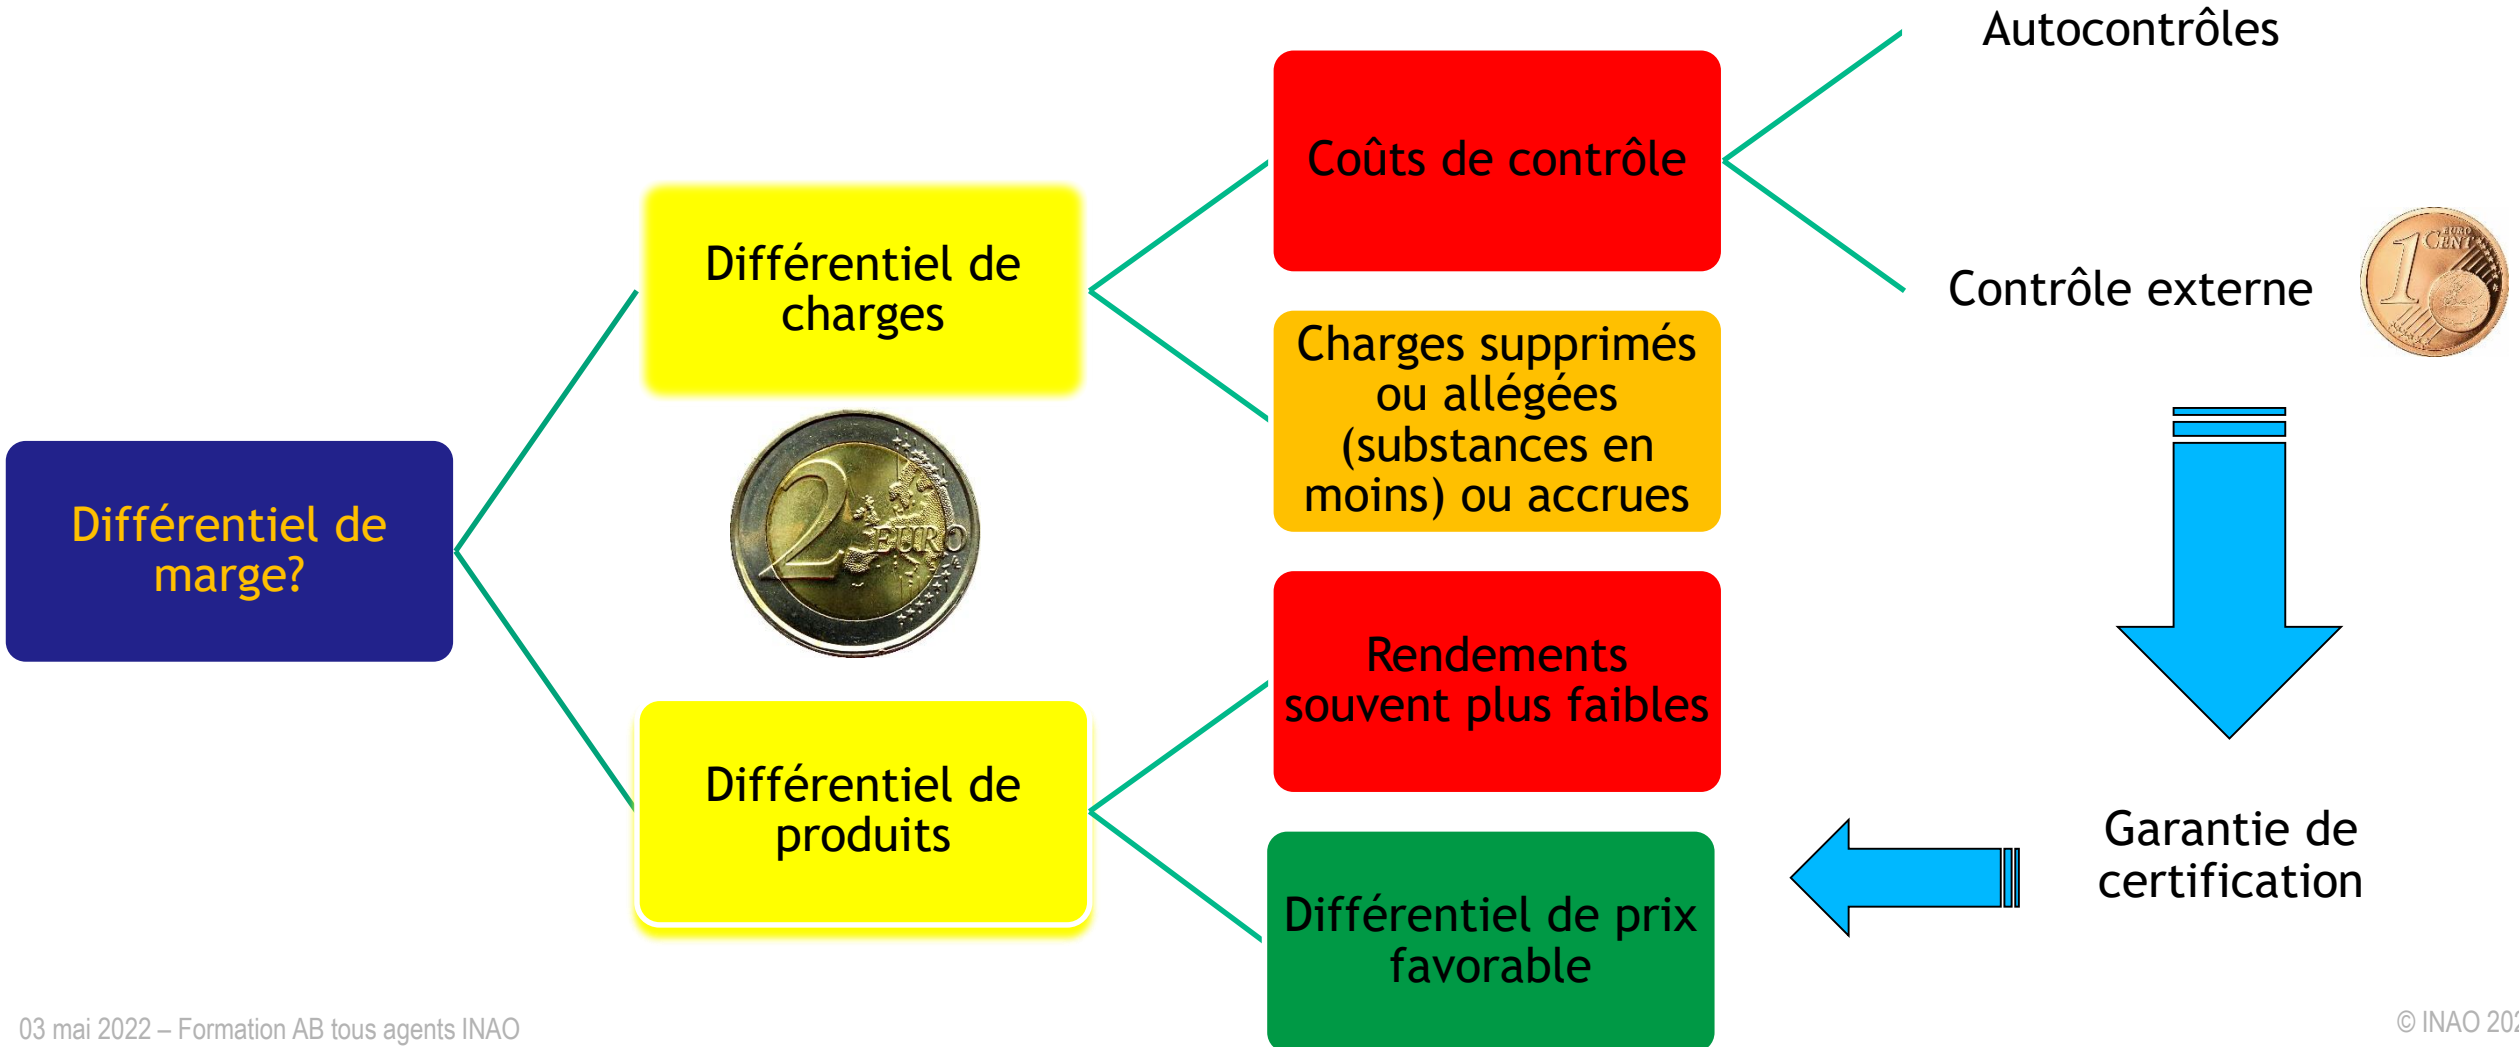 Autocontrôles
Coûts de contrôle
Différentiel de
charges
Contrôle externe
1
EURO
CENT
Charges supprimés
ou allégées
(substances en
moins) ou accrues
2
EURO
Différentiel de
marge?
Rendements
souvent plus faibles
Différentiel de
produits
Garantie de
certification
Différentiel de prix
favorable
03 mai 2022 – Formation AB tous agents INAO
© INAO 202